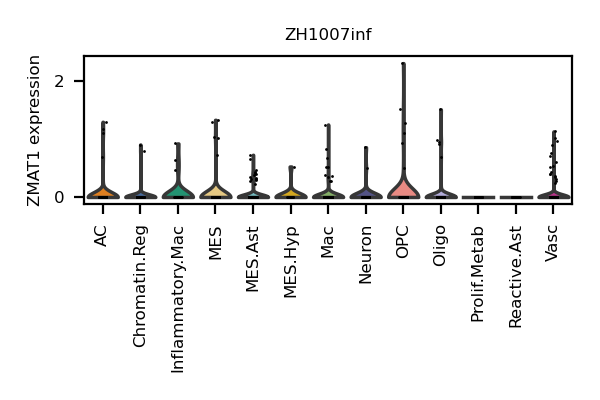 ZH1007inf
ZMAT1 expression
2
0
AC
Chromatin.Reg
Inflammatory.Mac
MES
MES.Ast
MES.Hyp
Mac
Neuron
OPC
Oligo
Prolif.Metab
Reactive.Ast
Vasc